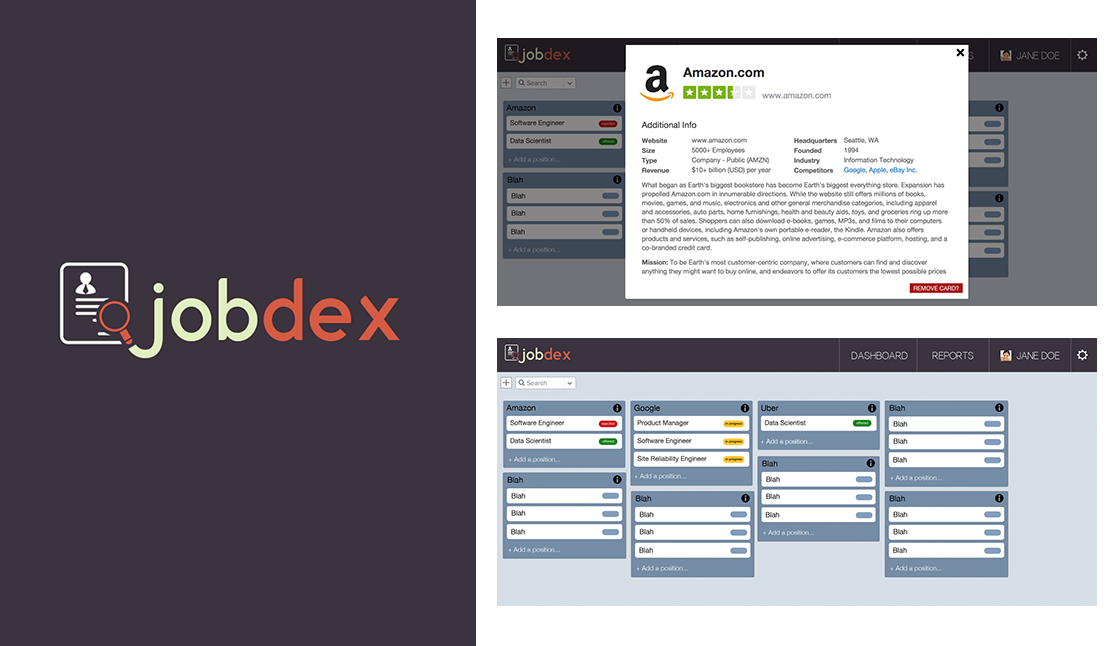 jobdex
jobdex
S
JANE DOE
Search
Amazon
Software Engineer
rejected
Data Scientist
offered
+ Add a position...
Blah
Blah
Blah
Blah
+ Add a position...
Amazon.com
www.amazon.com
Additional Info
Website www.amazon.com Headquarters Seattle, WA
Size 5000+ Employees Founded 1994
Type Company - Public (AMZN) Industry Information Technology
Revenue $10+ billion (USD) per year Competitors Google, Apple, eBay Inc.
What began as Earth's biggest bookstore has become Earth's biggest everything store. Expansion has
propelled Amazon.com in innumerable directions. While the website still offers millions of books,
movies, games, and music, electronics and other general merchandise categories, including apparel
and accessories, auto parts, home furnishings, health and beauty aids, toys, and groceries ring up more
than 50% of sales. Shoppers can also download e-books, games, MP3s, and films to their computers
or handheld devices, including Amazon's own portable e-reader, the Kindle. Amazon also offers
products and services, such as self-publishing, online advertising, e-commerce platform, hosting, and a
co-branded credit card.
Mission: To be Earth's most customer-centric company, where customers can find and discover
anything they might want to buy online, and endeavors to offer its customers the lowest possible prices
REMOVE CARD?
jobdex
DASHBOARD
REPORTS
JANE DOE
Search
Amazon
Software Engineer
rejected
Data Scientist
offered
+ Add a position...
Blah
Blah
Blah
Blah
+ Add a position...
Google
Product Manager
in progress
Software Engineer
in progress
Site Reliability Engineer
in progress
+ Add a position...
Blah
Blah
Blah
Blah
+ Add a position...
Uber
Data Scientist
offered
+ Add a position...
Blah
Blah
Blah
Blah
+ Add a position...
Blah
Blah
Blah
Blah
+ Add a position...
Blah
Blah
Blah
Blah
+ Add a position...